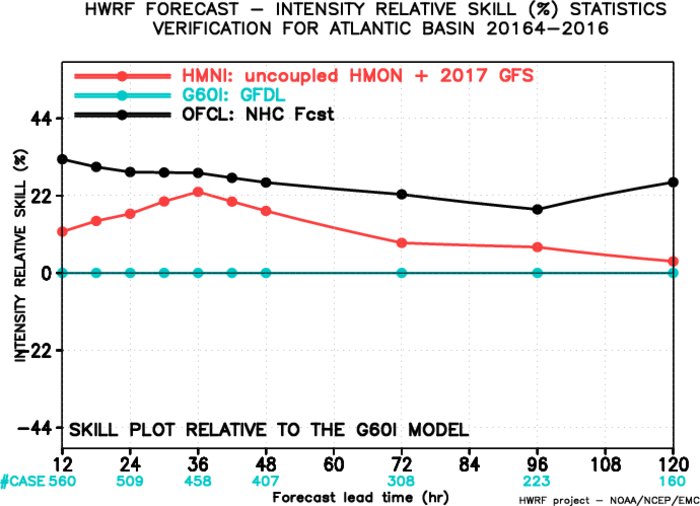 HWRF FORECAST – INTENSITY RELATIVE SKILL (%) STATISTICS
VERIFICATION FOR ATLANTIC BASIN 20164–2016
HMNI: uncoupled HMON + 2017 GFS
G60I: GFDL
OFCL: NHC Fcst
INTENSITY RELATIVE SKILL (%)
44
22
0
-22
-44
SKILL PLOT RELATIVE TO THE G60I MODEL
12 24 36 48 60 72 84 96 108 120
#CASE 560 509 458 407 308 223 160
Forecast lead time (hr)
HWRF project – NOAA/NCEP/EMC